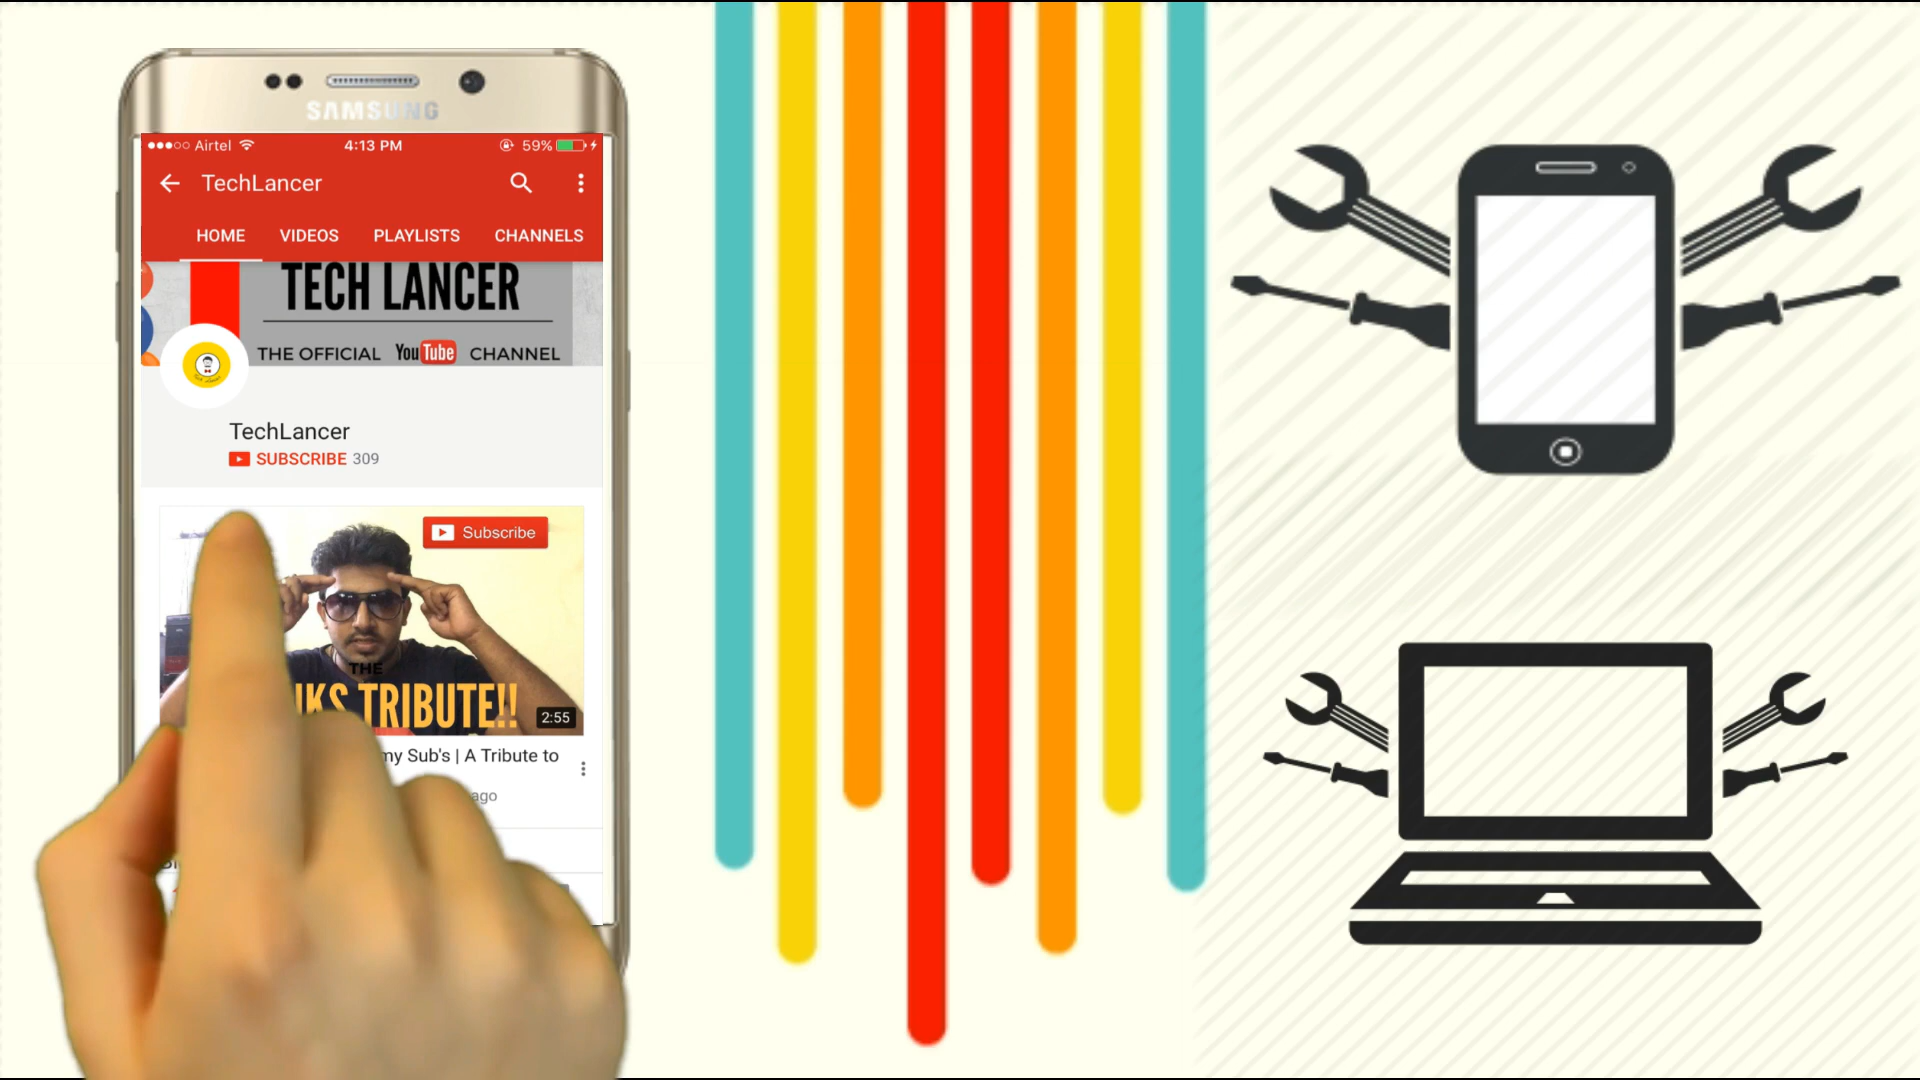 SAMSUNG
Airtel 4:13 PM 59%
TechLancer
HOME VIDEOS PLAYLISTS CHANNELS
TECH LANCER
THE OFFICIAL YouTube CHANNEL
TechLancer
SUBSCRIBE 309
Subscribe
THE
TRIBUTE!!
2:55
my Sub's | A Tribute to
ago